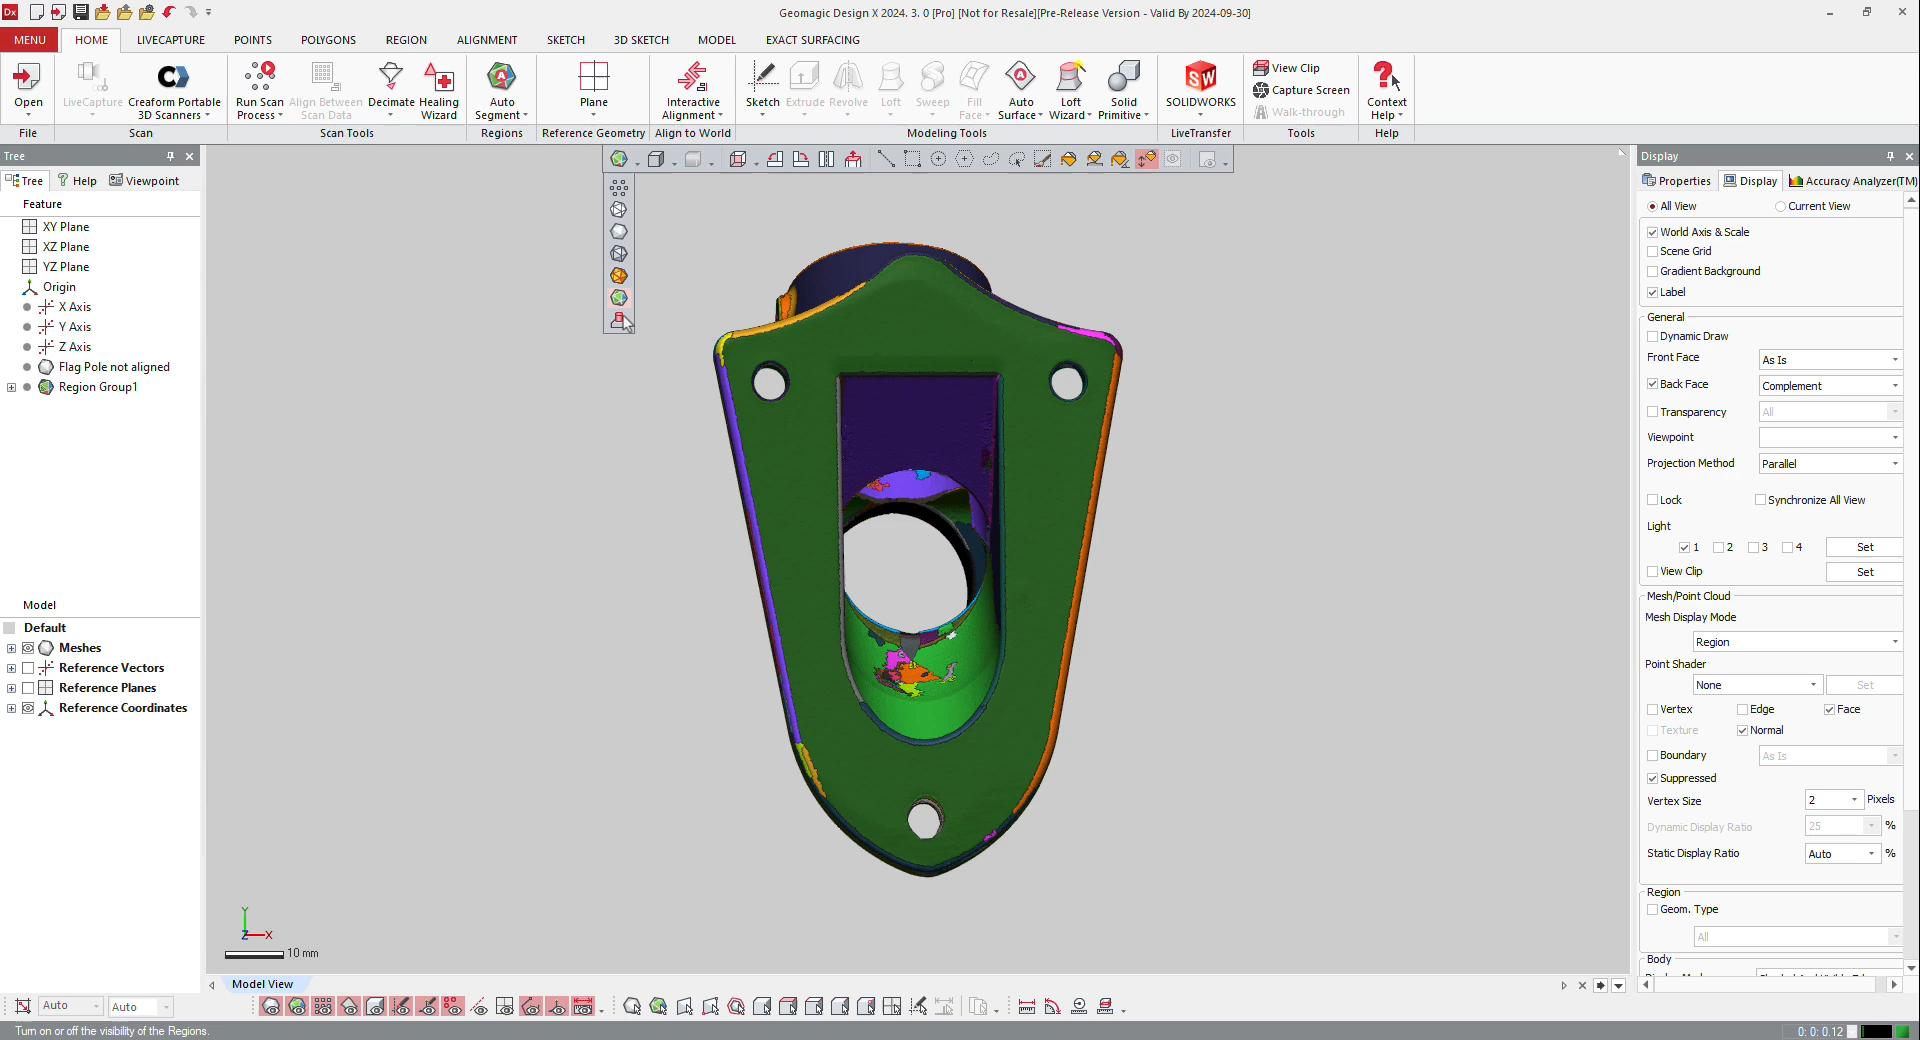 Dx
Geomagic Design X 2024. 3. 0 [Pro] [Not for Resale][Pre-Release Version - Valid By 2024-09-30]
MENU HOME LIVECAPTURE POINTS POLYGONS REGION ALIGNMENT SKETCH 3D SKETCH MODEL EXACT SURFACING
Open
LiveCapture
Creaform Portable
3D Scanners
Run Scan
Process
Align Between
Scan Data
Decimate
Healing
Wizard
Auto
Segment
Plane
Interactive
Alignment
Sketch
Extrude
Revolve
Loft
Sweep
Fill
Face
Auto
Surface
Loft
Wizard
Solid
Primitive
SW
SOLIDWORKS
View Clip
Capture Screen
Walk-through
Context
Help
File Scan Scan Tools Regions Reference Geometry Align to World Modeling Tools LiveTransfer Tools Help
Tree
Tree Help Viewpoint
Feature
XY Plane
XZ Plane
YZ Plane
Origin
X Axis
Y Axis
Z Axis
Flag Pole not aligned
Region Group1
Model
Default
Meshes
Reference Vectors
Reference Planes
Reference Coordinates
Y
Z X
10 mm
Model View
Display
Properties Display Accuracy Analyzer(TM)
All View Current View
World Axis & Scale
Scene Grid
Gradient Background
Label
General
Dynamic Draw
Front Face As Is
Back Face Complement
Transparency All
Viewpoint
Projection Method Parallel
Lock Synchronize All View
Light
1 2 3 4 Set
View Clip Set
Mesh/Point Cloud
Mesh Display Mode
Region
Point Shader
None Set
Vertex Edge Face
Texture Normal
Boundary As Is
Suppressed
Vertex Size 2 Pixels
Dynamic Display Ratio 25 %
Static Display Ratio Auto %
Region
Geom. Type
All
Body
Auto Auto
Turn on or off the visibility of the Regions.
0: 0: 0.12